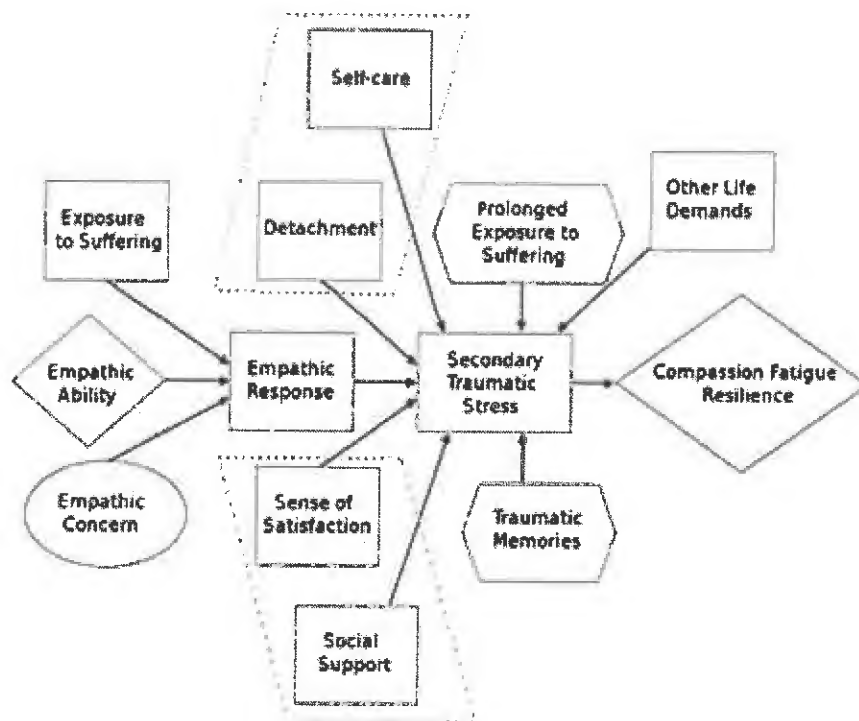 Self-care
Exposure
to Suffering
Detachment
Prolonged
Exposure to
Suffering
Other Life
Demands
Empathic
Ability
Empathic
Response
Secondary
Traumatic
Stress
Compassion Fatigue
Resilience
Empathic
Concern
Sense of
Satisfaction
Traumatic
Memories
Social
Support